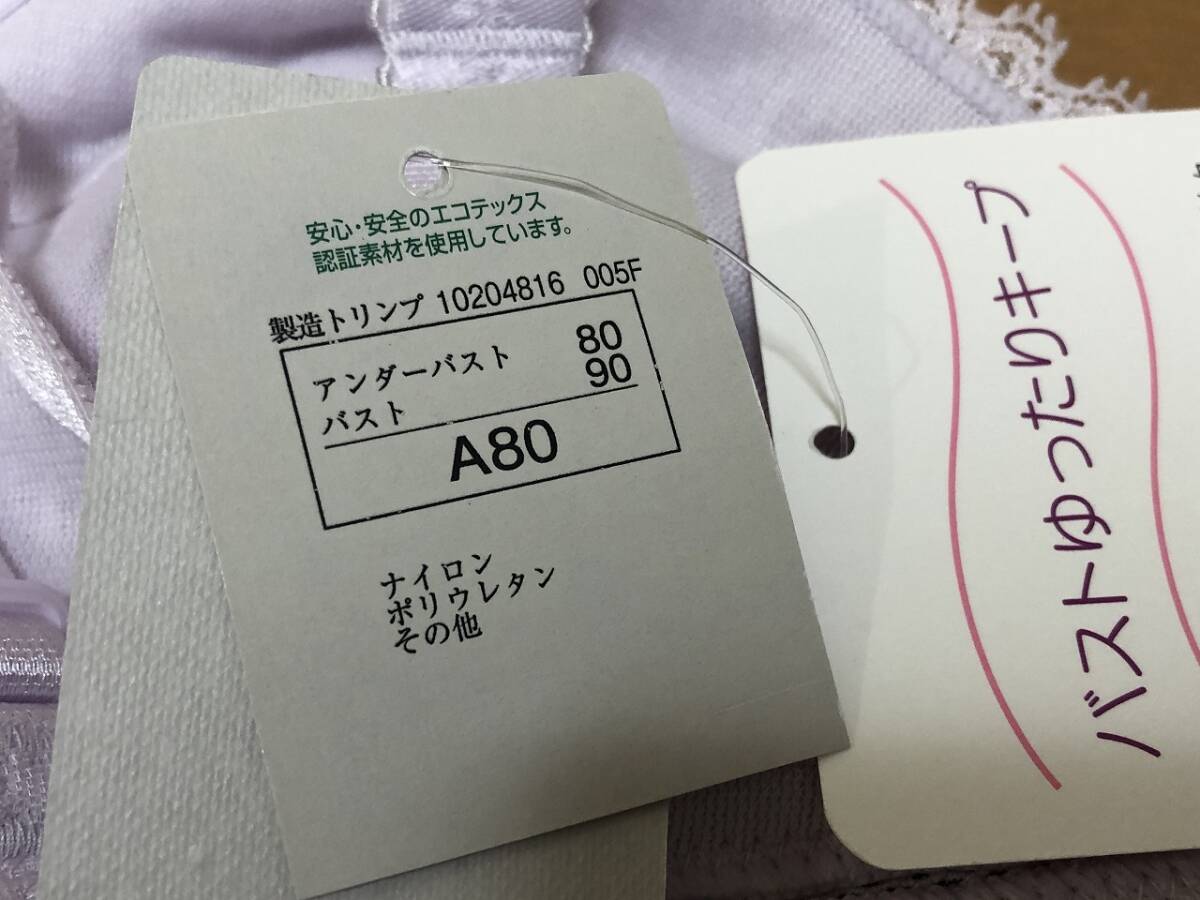 安心・安全のエコテックス
認証素材を使用しています。
製造トリンプ 10204816 005F
アンダーバスト 80
バスト 90
A80
ナイロン
ポリウレタン
その他
バストゆったりキープ